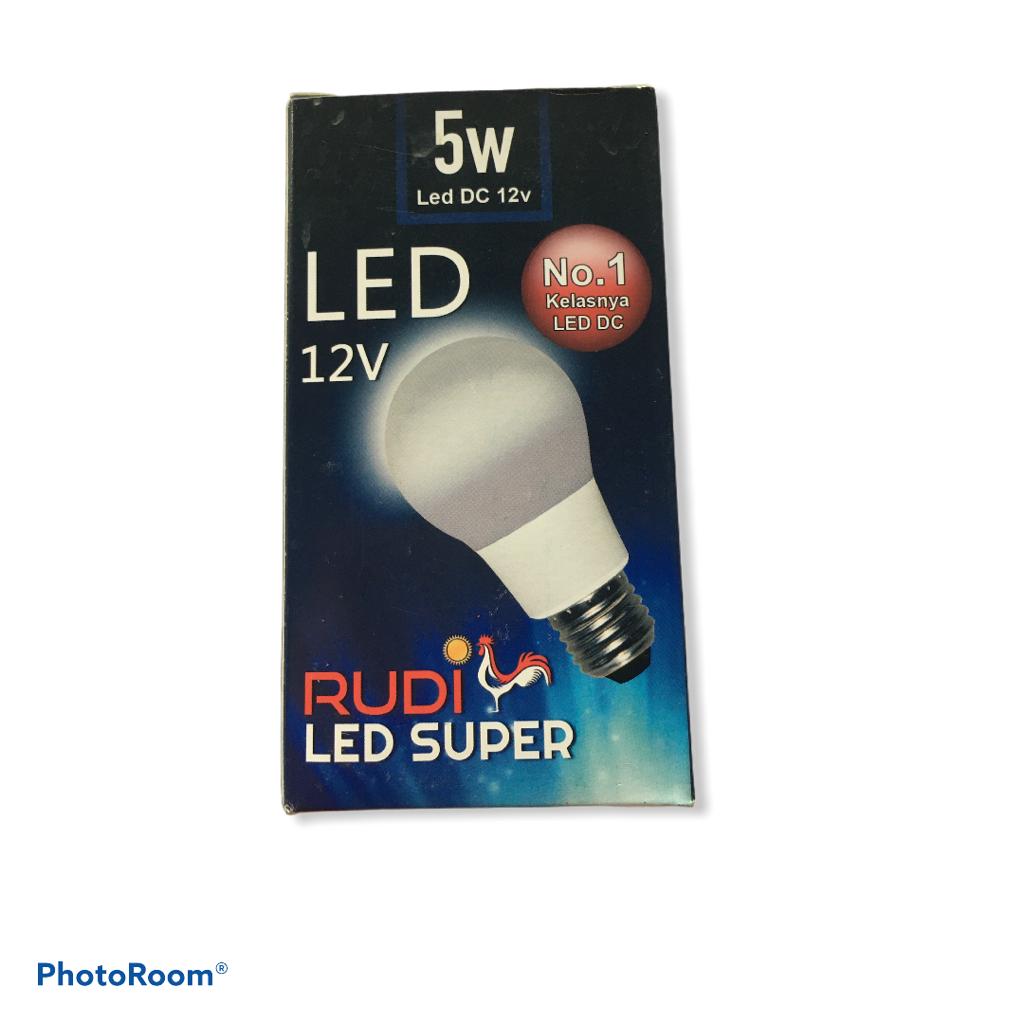 5W
Led DC 12v
LED
12V
No.1
Kelasnya
LED DC
RUDI
LED SUPER
PhotoRoom®